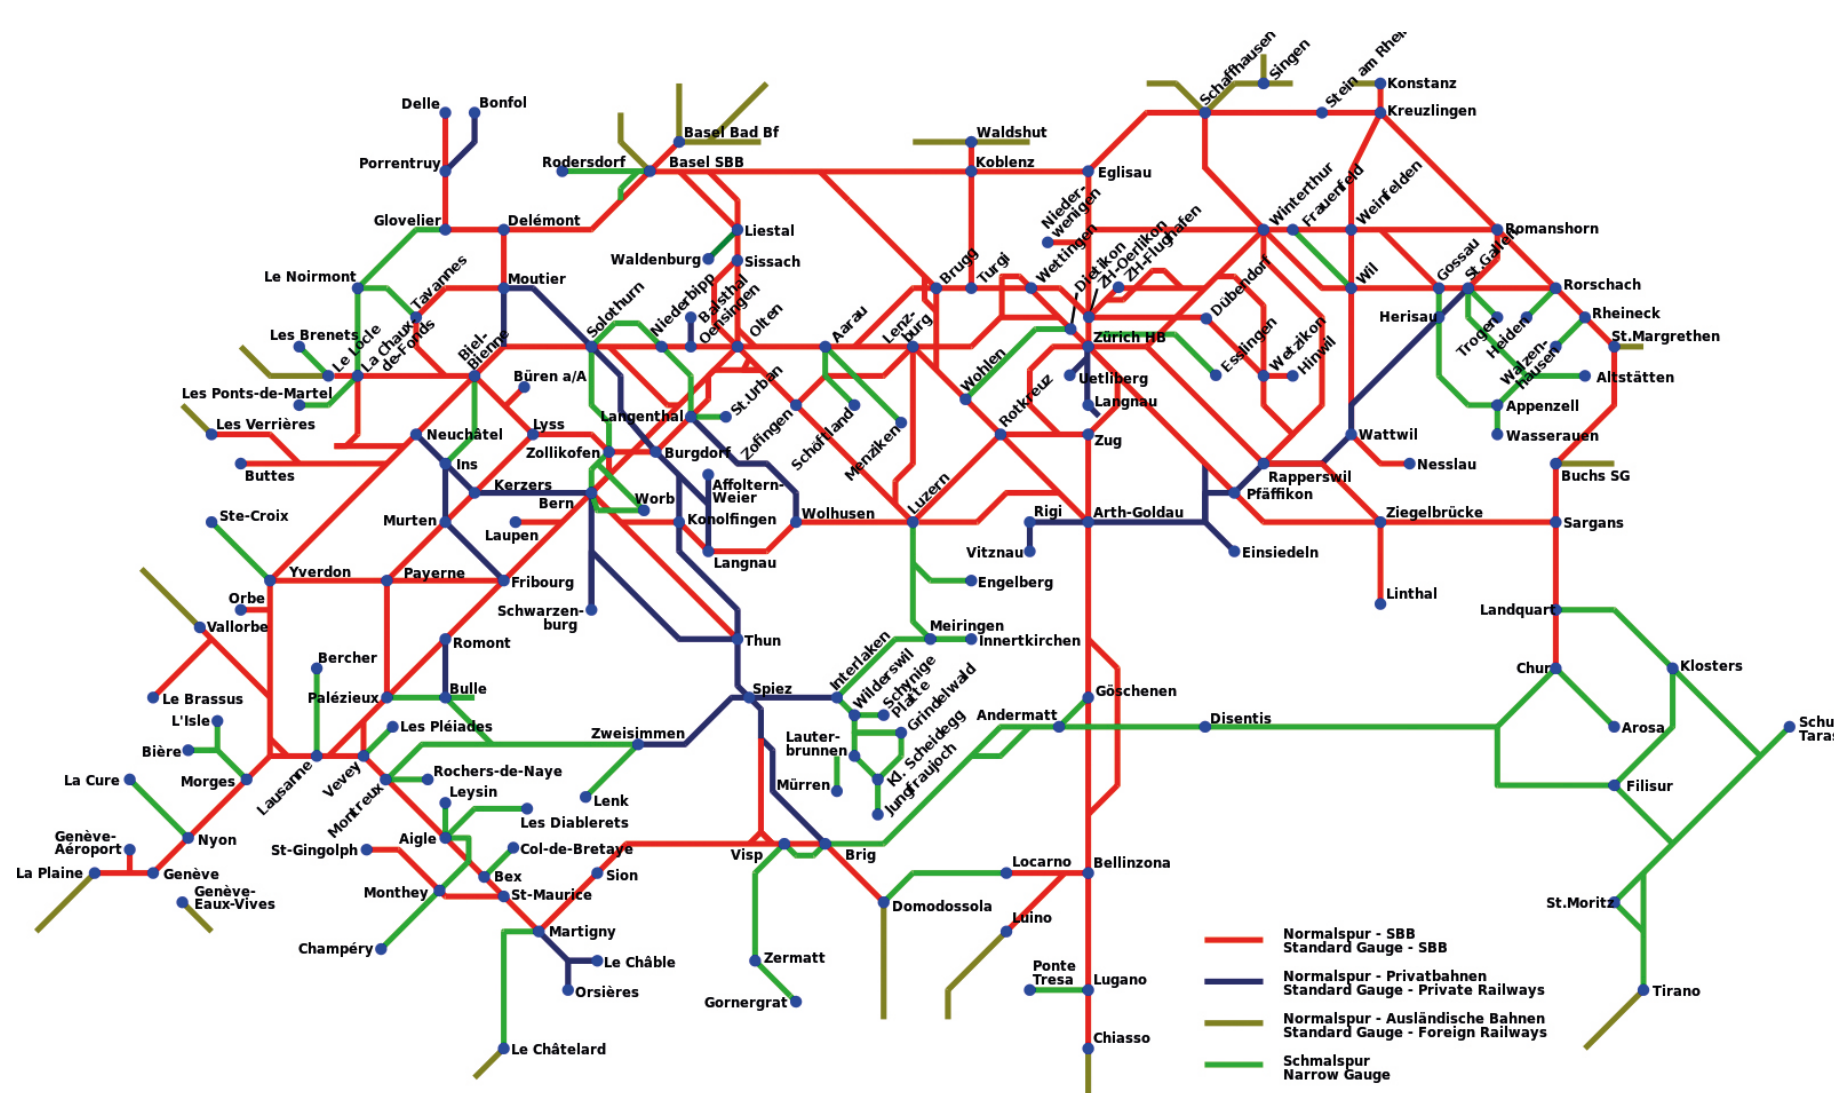 Schaffhausen
Singen
Stein am Rhei
Konstanz
Kreuzlingen
Delle
Bonfol
Basel Bad Bf
Waldshut
Porrentruy
Rodersdorf
Basel SBB
Koblenz
Eglisau
Nieder-
wenigen
Winterthur
Frauenfeld
Weinfelden
Glovelier
Delémont
Liestal
Romanshorn
Waldenburg
Sissach
Brugg
Turgi
Wettingen
Dietikon
ZH-Oerlikon
ZH-Flughafen
Wil
Gossau
St.Gallen
Rorschach
Le Noirmont
Tavannes
Moutier
Solothurn
Niederbipp
Balsthal
Oensingen
Olten
Aarau
Lenz-
burg
Dübendorf
Herisau
Rheineck
Les Brenets
Le Locle
La Chaux-
de-Fonds
Biel-
Bienne
Zürich HB
Esslingen
Wetzikon
Hinwil
Trogen
Heiden
Walzen-
hausen
St.Margrethen
Les Ponts-de-Martel
Büren a/A
Wohlen
Uetliberg
Altstätten
Langenthal
St.Urban
Zofingen
Schöftland
Menziken
Rotkreuz
Langnau
Appenzell
Les Verrières
Neuchâtel
Lyss
Zug
Wattwil
Wasserauen
Buttes
Ins
Zollikofen
Burgdorf
Nesslau
Kerzers
Bern
Worb
Affoltern-
Weier
Luzern
Rapperswil
Pfäffikon
Buchs SG
Ste-Croix
Murten
Laupen
Konolfingen
Wolhusen
Rigi
Arth-Goldau
Ziegelbrücke
Sargans
Vitznau
Einsiedeln
Langnau
Yverdon
Payerne
Fribourg
Engelberg
Orbe
Schwarzen-
burg
Linthal
Landquart
Vallorbe
Romont
Thun
Meiringen
Innertkirchen
Bercher
Interlaken
Wilderswil
Schynige
Platte
Grindelwald
Chur
Klosters
Le Brassus
Palézieux
Bulle
Spiez
Göschenen
L'Isle
Les Pléiades
Zweisimmen
Lauter-
brunnen
Kl. Scheidegg
Jungfraujoch
Andermatt
Disentis
Arosa
Schu
Taras
Bière
Morges
Lausanne
Vevey
Montreux
Rochers-de-Naye
Mürren
Filisur
La Cure
Leysin
Lenk
Les Diablerets
Genève-
Aéroport
Nyon
Aigle
St-Gingolph
Col-de-Bretaye
Visp
Brig
Locarno
Bellinzona
La Plaine
Genève
Bex
Sion
Genève-
Eaux-Vives
Monthey
St-Maurice
Domodossola
Luino
St.Moritz
Champéry
Martigny
Le Châble
Zermatt
Ponte
Tresa
Lugano
Orsières
Gornergrat
Tirano
Le Châtelard
Chiasso
Normalspur - SBB
Standard Gauge - SBB
Normalspur - Privatbahnen
Standard Gauge - Private Railways
Normalspur - Ausländische Bahnen
Standard Gauge - Foreign Railways
Schmalspur
Narrow Gauge